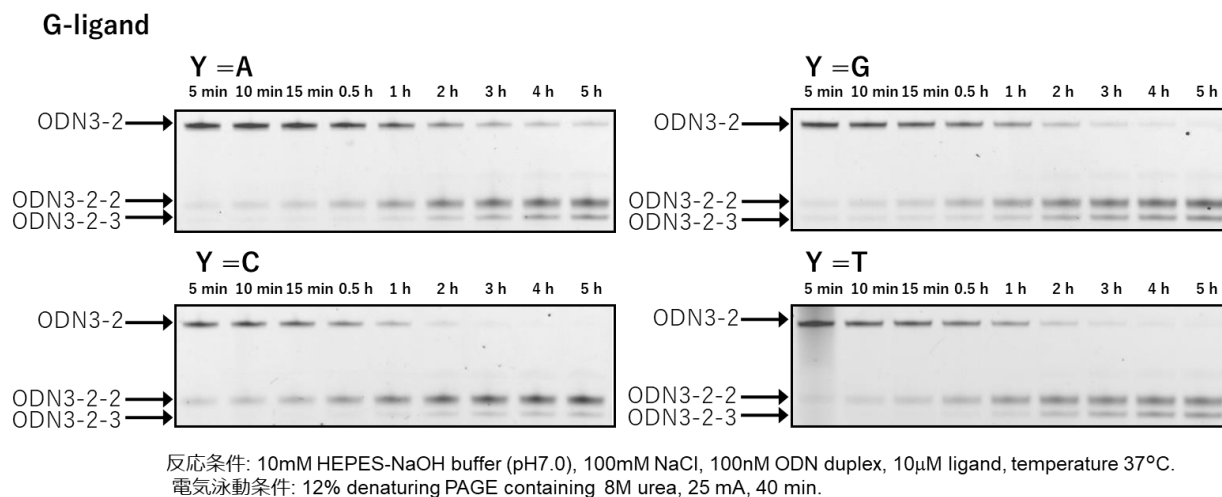 G-ligand
Y =A
5 min 10 min 15 min 0.5 h 1 h 2 h 3 h 4 h 5 h
ODN3-2
ODN3-2-2
ODN3-2-3
Y =G
5 min 10 min 15 min 0.5 h 1 h 2 h 3 h 4 h 5 h
ODN3-2
ODN3-2-2
ODN3-2-3
Y =C
5 min 10 min 15 min 0.5 h 1 h 2 h 3 h 4 h 5 h
ODN3-2
ODN3-2-2
ODN3-2-3
Y =T
5 min 10 min 15 min 0.5 h 1 h 2 h 3 h 4 h 5 h
ODN3-2
ODN3-2-2
ODN3-2-3
反応条件: 10mM HEPES-NaOH buffer (pH7.0), 100mM NaCl, 100nM ODN duplex, 10μM ligand, temperature 37°C.
電気泳動条件: 12% denaturing PAGE containing 8M urea, 25 mA, 40 min.